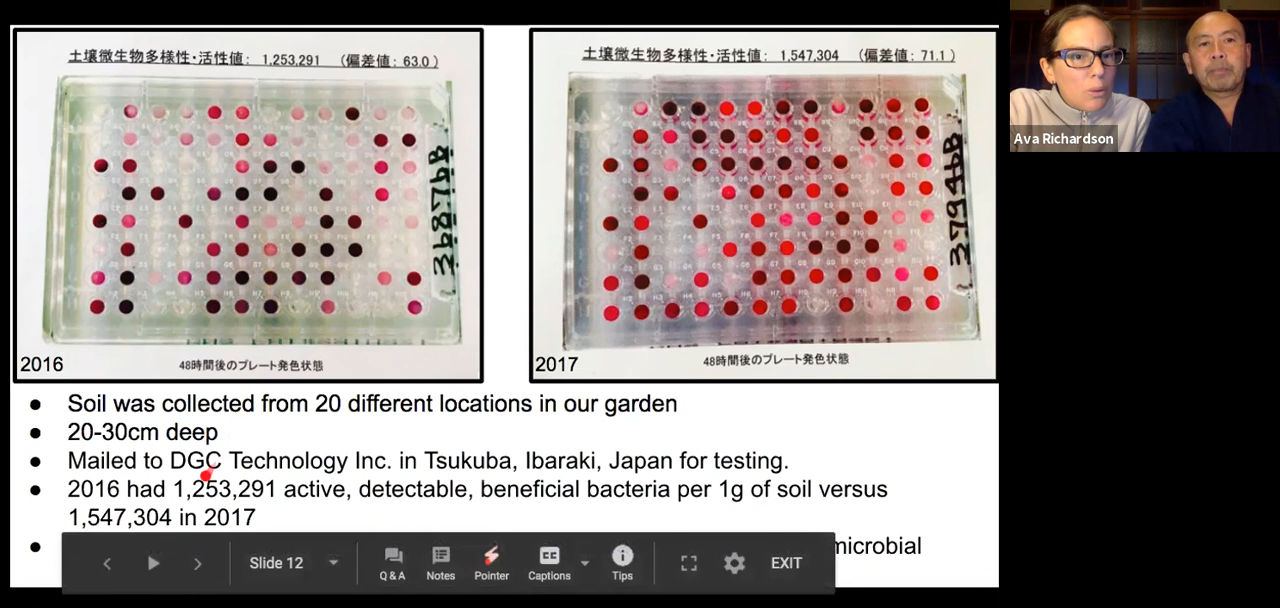 土壌微生物多様性・活性値： 1,253,291 （偏差値：63.0）
3687bB
2016
48時間後のプレート発色状態
土壌微生物多様性・活性値： 1,547,304 （偏差値：71.1）
3794bB
2017
48時間後のプレート発色状態
Ava Richardson
● Soil was collected from 20 different locations in our garden
● 20-30cm deep
● Mailed to DGC Technology Inc. in Tsukuba, Ibaraki, Japan for testing.
● 2016 had 1,253,291 active, detectable, beneficial bacteria per 1g of soil versus
1,547,304 in 2017
● microbial
Slide 12
Q & A
Notes
Pointer
CC
Captions
Tips
EXIT